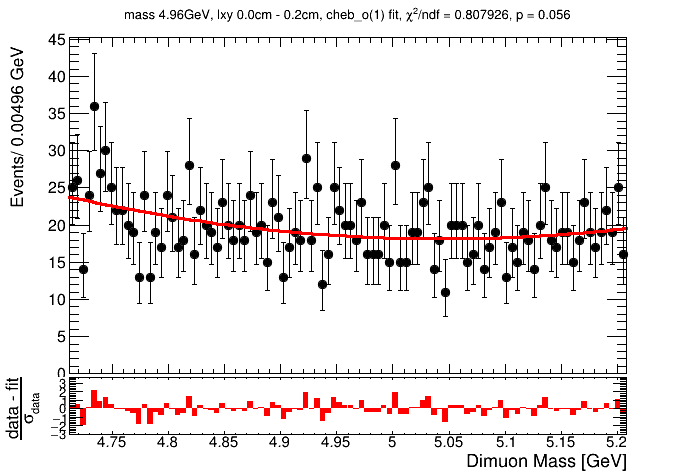 mass 4.96GeV, lxy 0.0cm - 0.2cm, cheb_o(1) fit, χ²/ndf = 0.807926, p = 0.056
Events/ 0.00496 GeV
45
40
35
30
25
20
15
10
5
0
data - fit
σdata
3
2
1
0
−1
−2
−3
4.75 4.8 4.85 4.9 4.95 5 5.05 5.1 5.15 5.2
Dimuon Mass [GeV]